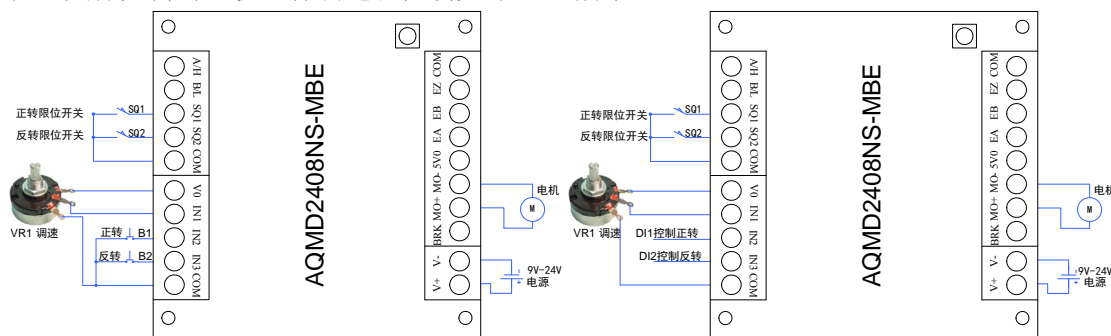 AQMD2408NS-MBE
A/H
B/L
SQ1
SQ2
COM
V0
IN1
IN2
IN3
COM
COM
EZ
EB
EA
5V0
MO-
MO+
BRK
V-
V+
正转限位开关
SQ1
反转限位开关
SQ2
VR1 调速
正转
B1
反转
B2
电机
M
9V-24V
电源
AQMD2408NS-MBE
A/H
B/L
SQ1
SQ2
COM
V0
IN1
IN2
IN3
COM
COM
EZ
EB
EA
5V0
MO-
MO+
BRK
V-
V+
正转限位开关
SQ1
反转限位开关
SQ2
VR1 调速
DI1控制正转
DI2控制反转
电机
M
9V-24V
电源